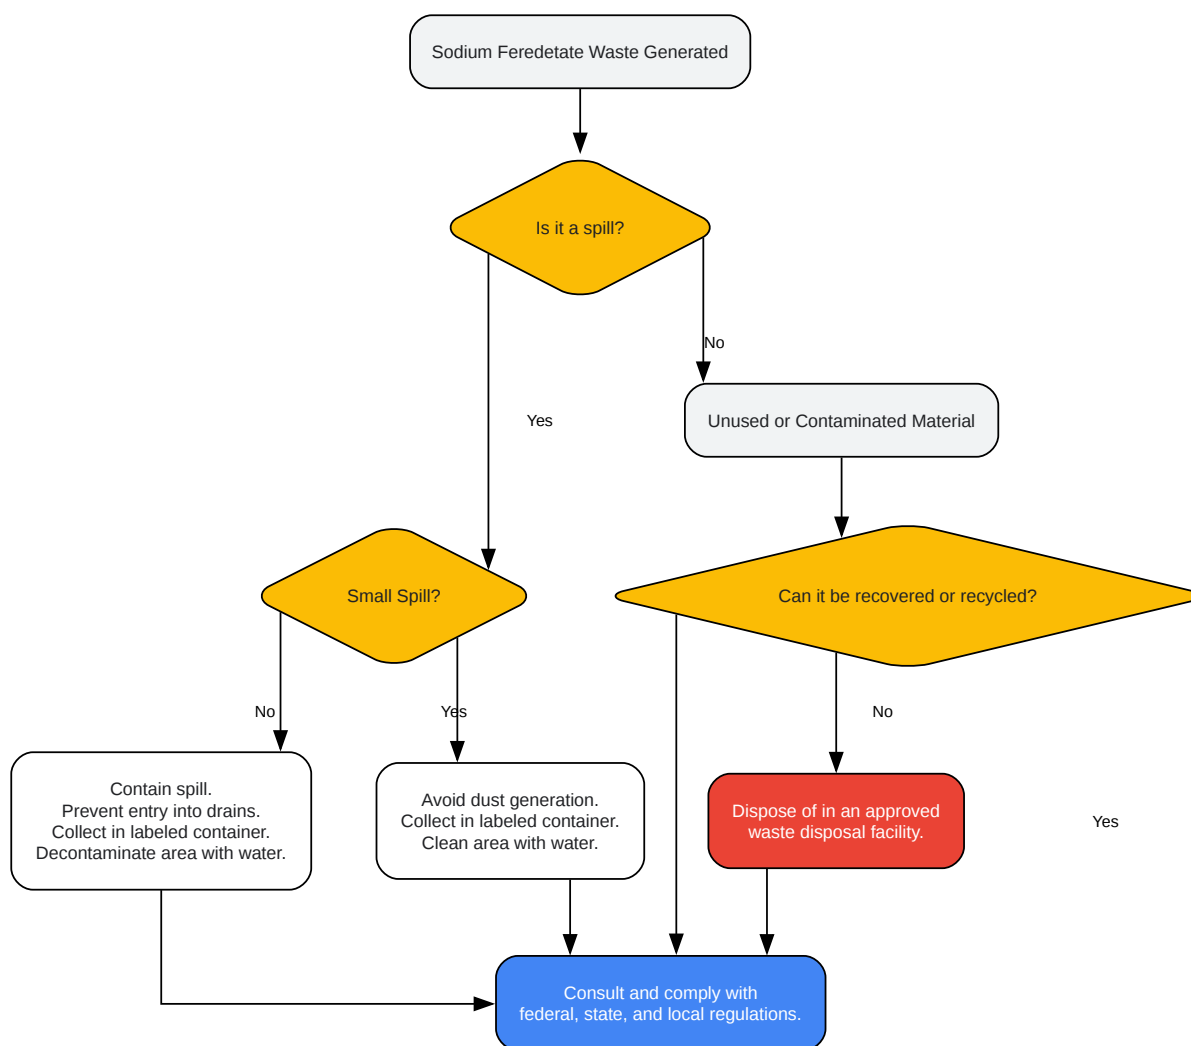 Sodium Feredetate Waste Generated
Is it a spill?
No
Yes
Unused or Contaminated Material
Small Spill?
Can it be recovered or recycled?
No
Yes
No
Contain spill.
Prevent entry into drains.
Collect in labeled container.
Decontaminate area with water.
Avoid dust generation.
Collect in labeled container.
Clean area with water.
Dispose of in an approved
waste disposal facility.
Yes
Consult and comply with
federal, state, and local regulations.